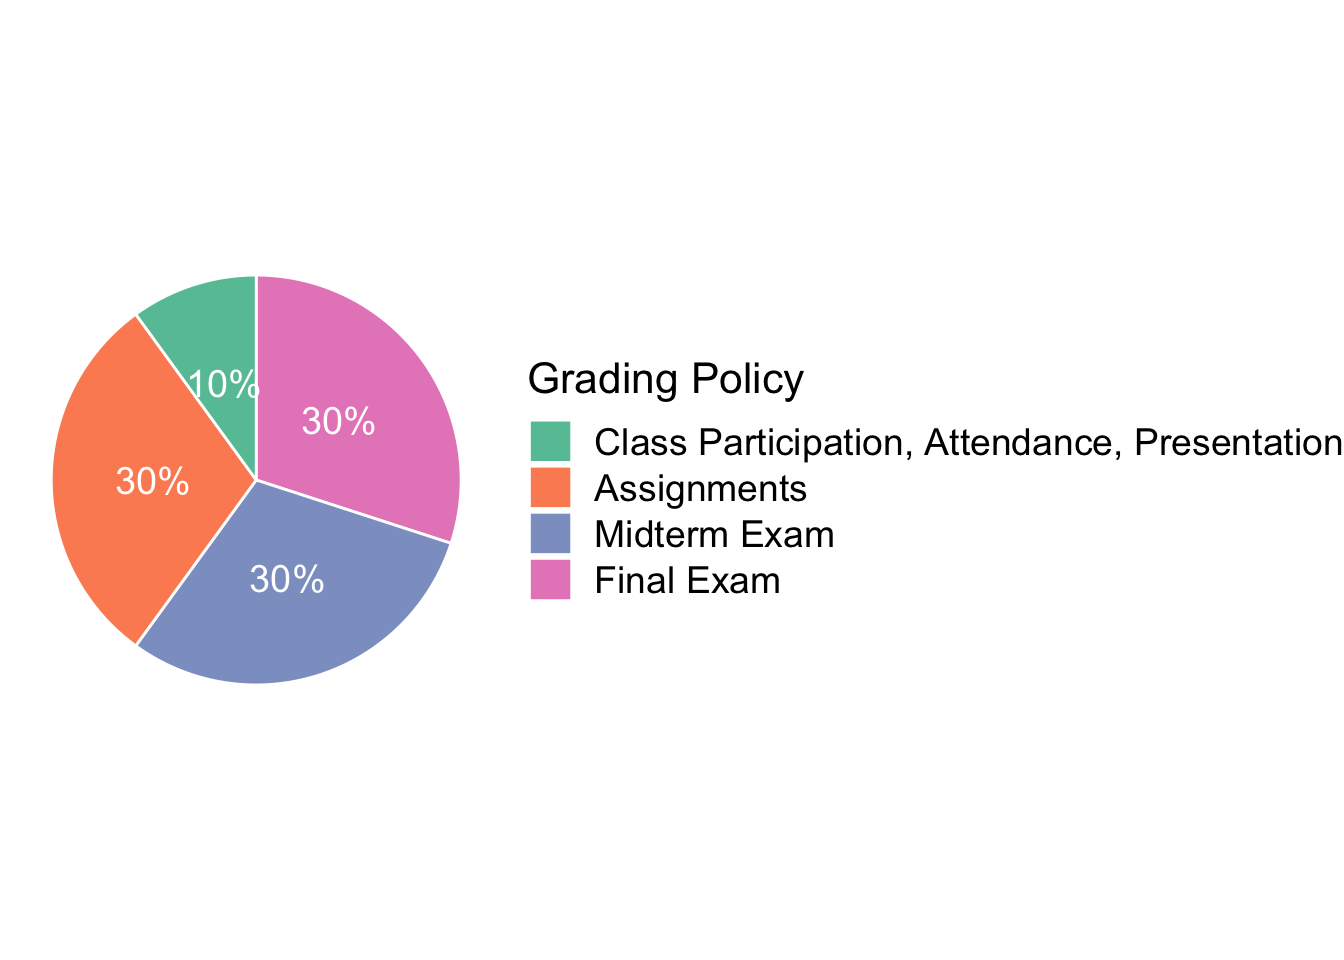 10%
30%
30%
30%
Grading Policy
Class Participation, Attendance, Presentation
Assignments
Midterm Exam
Final Exam